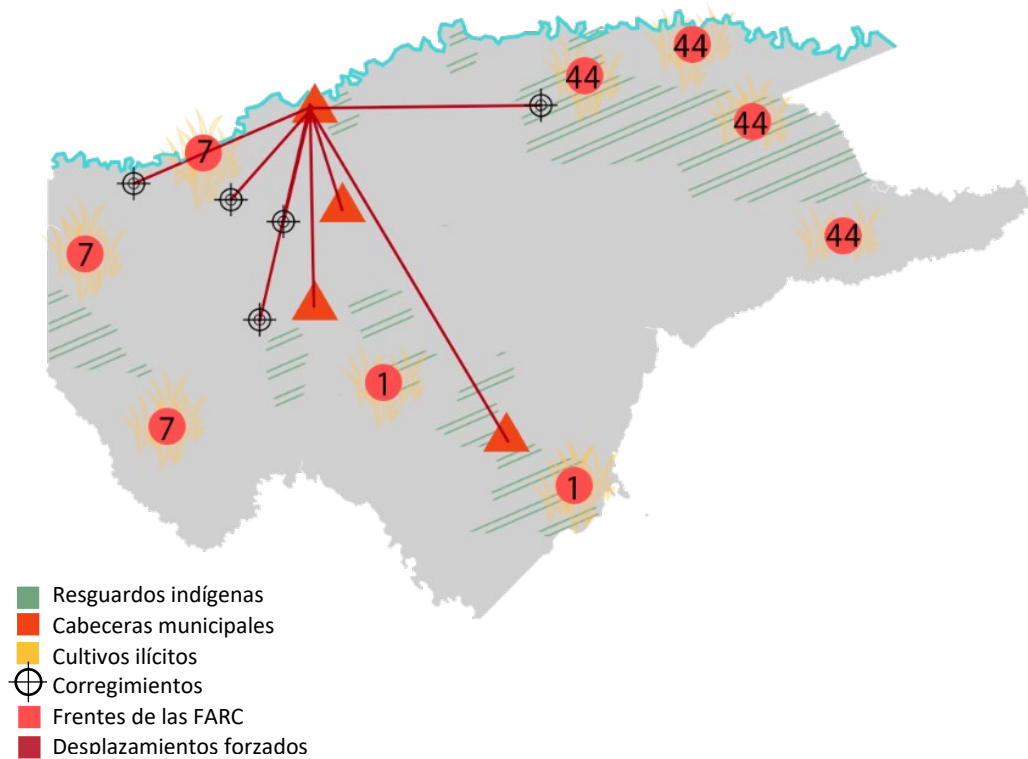 44
44
44
7
7
44
1
7
1
Resguardos indígenas
Cabeceras municipales
Cultivos ilícitos
Corregimientos
Frentes de las FARC
Desplazamientos forzados